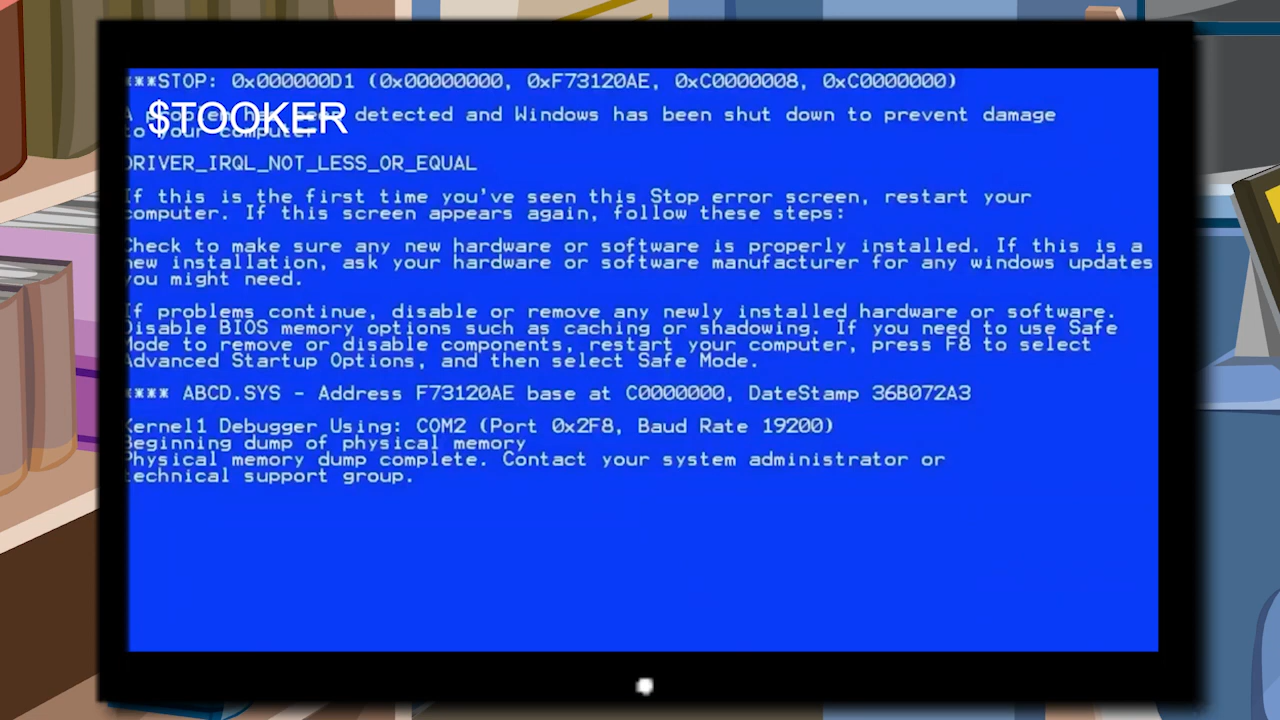 ***STOP: 0x000000D1 (0x00000000, 0xF73120AE, 0xC0000008, 0xC0000000)
$TOOKER
A problem has been detected and Windows has been shut down to prevent damage
to your computer
DRIVER_IRQL_NOT_LESS_OR_EQUAL
If this is the first time you've seen this Stop error screen, restart your
computer. If this screen appears again, follow these steps:
Check to make sure any new hardware or software is properly installed. If this is a
new installation, ask your hardware or software manufacturer for any windows updates
you might need.
If problems continue, disable or remove any newly installed hardware or software.
Disable BIOS memory options such as caching or shadowing. If you need to use Safe
Mode to remove or disable components, restart your computer, press F8 to select
Advanced Startup Options, and then select Safe Mode.
**** ABCD.SYS - Address F73120AE base at C0000000, DateStamp 36B072A3
Kernel1 Debugger Using: COM2 (Port 0x2F8, Baud Rate 19200)
Beginning dump of physical memory
Physical memory dump complete. Contact your system administrator or
technical support group.